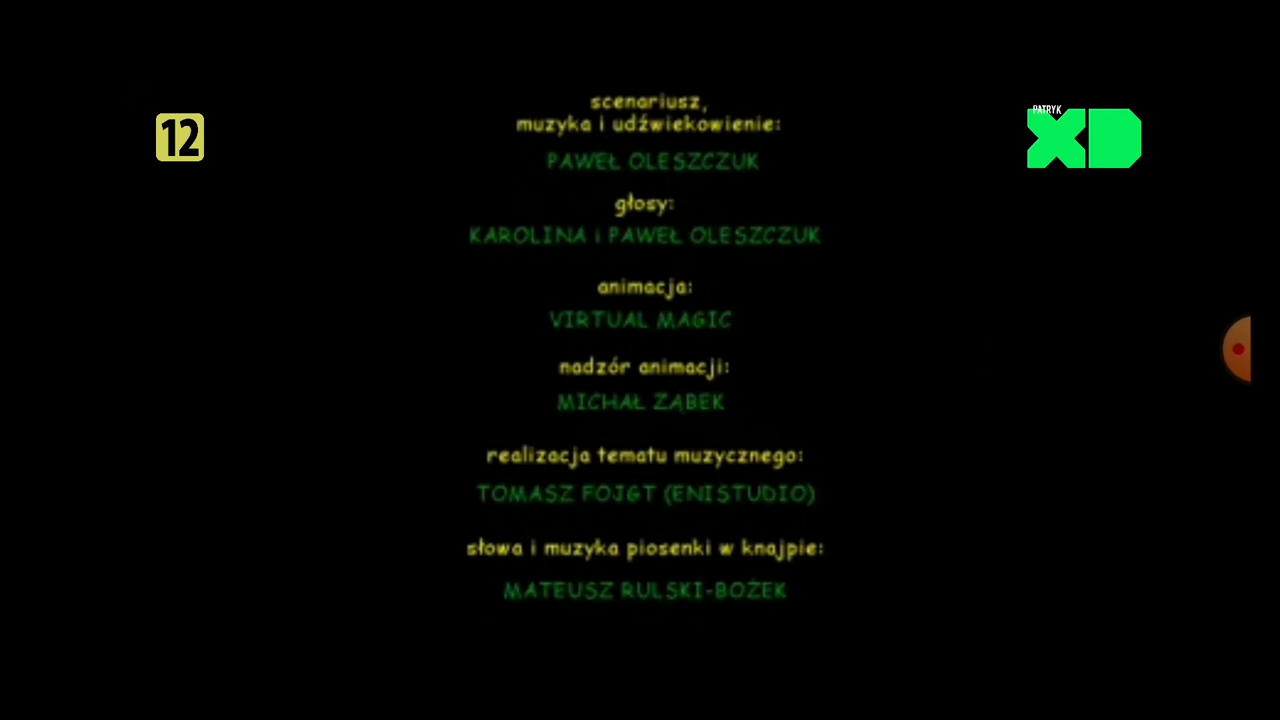 12
PATRYK
XD
scenariusz,
muzyka i udźwiekowienie:
PAWEŁ OLESZCZUK
głosy:
KAROLINA i PAWEŁ OLESZCZUK
animacja:
VIRTUAL MAGIC
nadzór animacji:
MICHAŁ ZĄBEK
realizacja tematu muzycznego:
TOMASZ FOJGT (ENISTUDIO)
słowa i muzyka piosenki w knajpie:
MATEUSZ RULSKI-BOŻEK